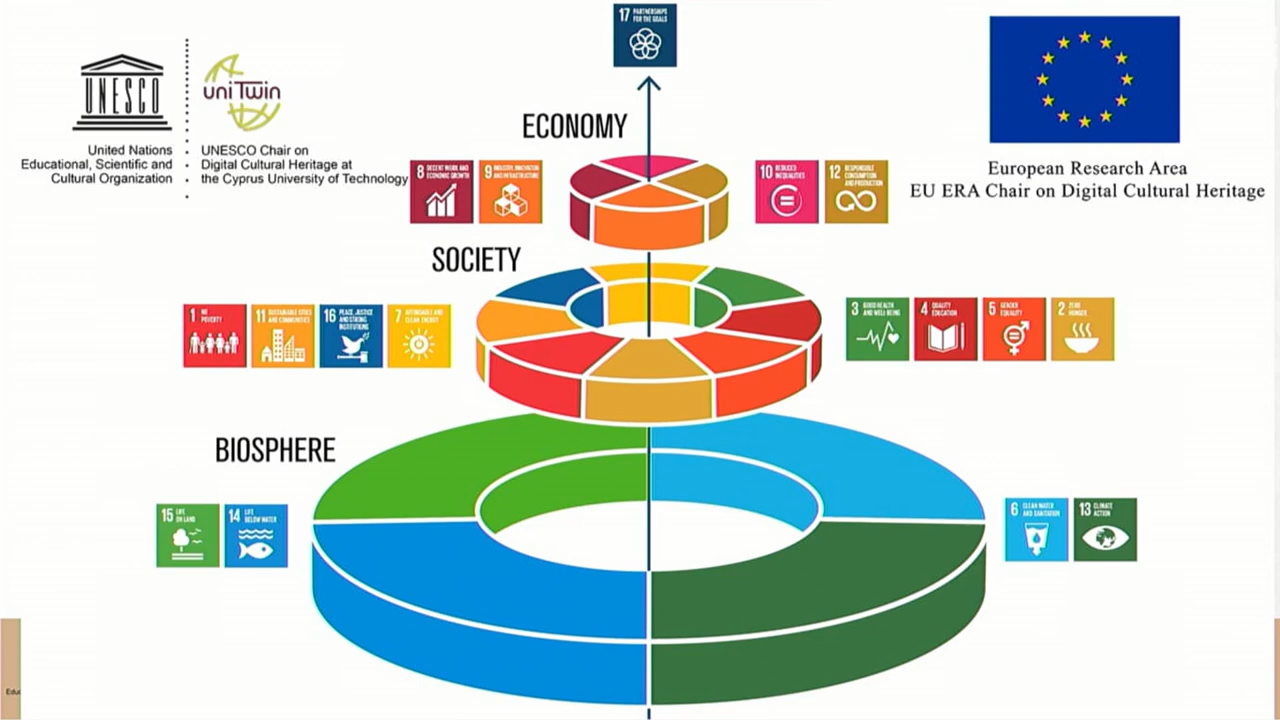 17 PARTNERSHIPS
FOR THE GOALS
UNESCO
uniTwin
United Nations
Educational, Scientific and
Cultural Organization
UNESCO Chair on
Digital Cultural Heritage at
the Cyprus University of Technology
European Research Area
EU ERA Chair on Digital Cultural Heritage
ECONOMY
8 DECENT WORK AND
ECONOMIC GROWTH
9 INDUSTRY, INNOVATION
AND INFRASTRUCTURE
10 REDUCED
INEQUALITIES
12 RESPONSIBLE
CONSUMPTION
AND PRODUCTION
SOCIETY
1 NO
POVERTY
11 SUSTAINABLE CITIES
AND COMMUNITIES
16 PEACE, JUSTICE
AND STRONG
INSTITUTIONS
7 AFFORDABLE AND
CLEAN ENERGY
3 GOOD HEALTH
AND WELL-BEING
4 QUALITY
EDUCATION
5 GENDER
EQUALITY
2 ZERO
HUNGER
BIOSPHERE
15 LIFE
ON LAND
14 LIFE
BELOW WATER
6 CLEAN WATER
AND SANITATION
13 CLIMATE
ACTION